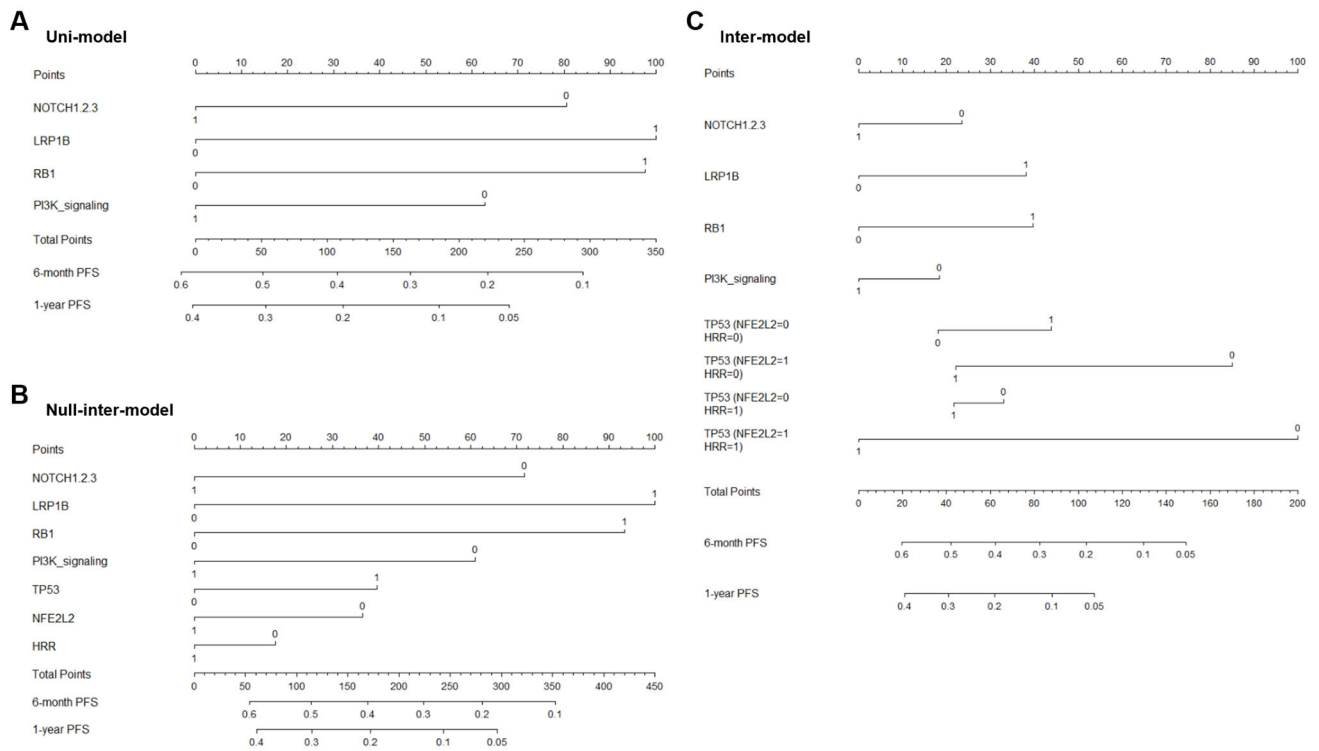 A
Uni-model
Points
0 10 20 30 40 50 60 70 80 90 100
NOTCH1.2.3
0
1
LRP1B
1
0
RB1
1
0
PI3K_signaling
0
1
Total Points
0 50 100 150 200 250 300 350
6-month PFS
0.6 0.5 0.4 0.3 0.2 0.1
1-year PFS
0.4 0.3 0.2 0.1 0.05
B
Null-inter-model
Points
0 10 20 30 40 50 60 70 80 90 100
NOTCH1.2.3
0
1
LRP1B
1
0
RB1
1
0
PI3K_signaling
0
1
TP53
1
0
NFE2L2
0
1
HRR
0
1
Total Points
0 50 100 150 200 250 300 350 400 450
6-month PFS
0.6 0.5 0.4 0.3 0.2 0.1
1-year PFS
0.4 0.3 0.2 0.1 0.05
C
Inter-model
Points
0 10 20 30 40 50 60 70 80 90 100
NOTCH1.2.3
0
1
LRP1B
1
0
RB1
1
0
PI3K_signaling
0
1
TP53 (NFE2L2=0
HRR=0)
1
0
TP53 (NFE2L2=1
HRR=0)
0
1
TP53 (NFE2L2=0
HRR=1)
0
1
TP53 (NFE2L2=1
HRR=1)
0
1
Total Points
0 20 40 60 80 100 120 140 160 180 200
6-month PFS
0.6 0.5 0.4 0.3 0.2 0.1 0.05
1-year PFS
0.4 0.3 0.2 0.1 0.05